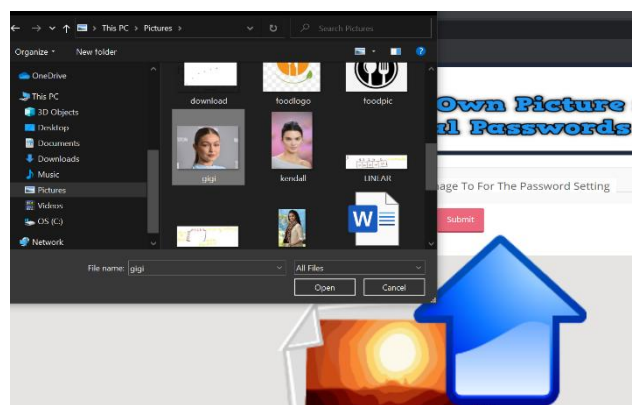 This PC > Pictures >
Search Pictures
Organize
New folder
OneDrive
This PC
3D Objects
Desktop
Documents
Downloads
Music
Pictures
Videos
OS (C:)
Network
download
foodlogo
foodpic
gigi
kendall
LINEAR
W
File name: gigi
All Files
Open
Cancel
Own Picture
al Passwords
age To For The Password Setting
Submit